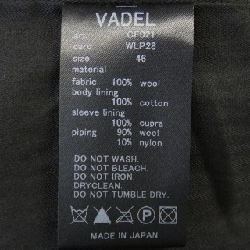 VADEL
art. CF021
care WLP28
size 46
material
fabric 100% wool
body lining
100% cotton
sleeve lining
100% cupra
piping 90% wool
10% nylon
DO NOT WASH.
DO NOT BLEACH.
DO NOT IRON
DRYCLEAN.
DO NOT TUMBLE DRY.
MADE IN JAPAN